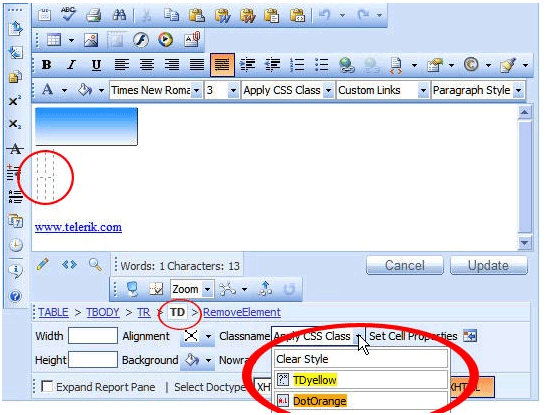 ABC
B I U
A Times New Roma 3 Apply CSS Class Custom Links Paragraph Style
www.telerik.com
Words: 1 Characters: 13 Cancel Update
Zoom
TABLE > TBODY > TR > TD > RemoveElement
Width Alignment Classname Apply CSS Class Set Cell Properties
Height Background Nowra
Clear Style
TDyellow
Expand Report Pane | Select Doctype: XHTML
DotOrange